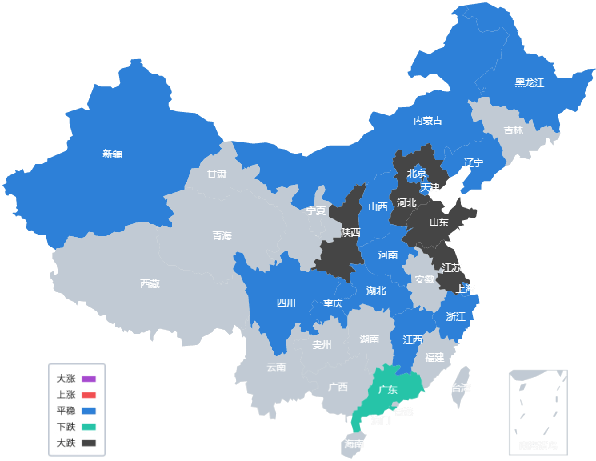 黑龙江
内蒙古
吉林
新疆
辽宁
甘肃
北京
天津
河北
山西
宁夏
山东
陕西
青海
河南
江苏
安徽
西藏
上海
湖北
四川
重庆
浙江
江西
湖南
贵州
福建
云南
广西
广东
台湾
海南
大涨
上涨
平稳
下跌
大跌